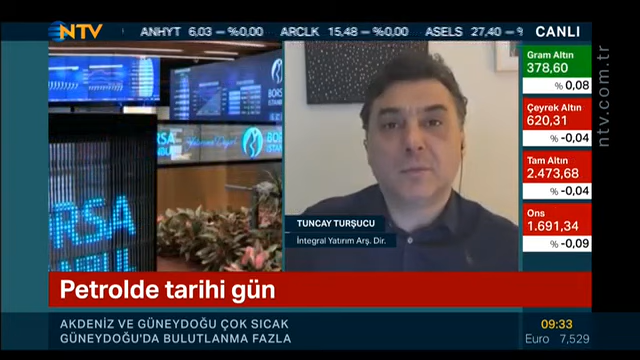 NTV
ANHYT 6,03 — %0,00 ARCLK 15,48 — %0,00 ASELS 27,40 —
CANLI
ntv.com.tr
Gram Altın
378,60
% 0,08
Çeyrek Altın
620,31
% -0,04
Tam Altın
2.473,68
% -0,04
Ons
1.691,34
% -0,09
BORSA
İSTANBUL
TUNCAY TURŞUCU
İntegral Yatırım Arş. Dir.
Petrolde tarihi gün
AKDENİZ VE GÜNEYDOĞU ÇOK SICAK
GÜNEYDOĞU'DA BULUTLANMA FAZLA
09:33
Euro 7,529